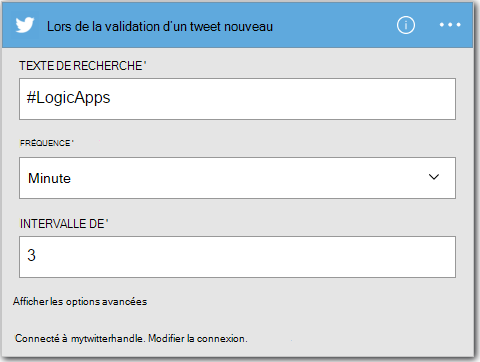 Lors de la validation d'un tweet nouveau
TEXTE DE RECHERCHE*
#LogicApps
FRÉQUENCE*
Minute
INTERVALLE DE*
3
Afficher les options avancées
Connecté à mytwitterhandle. Modifier la connexion.